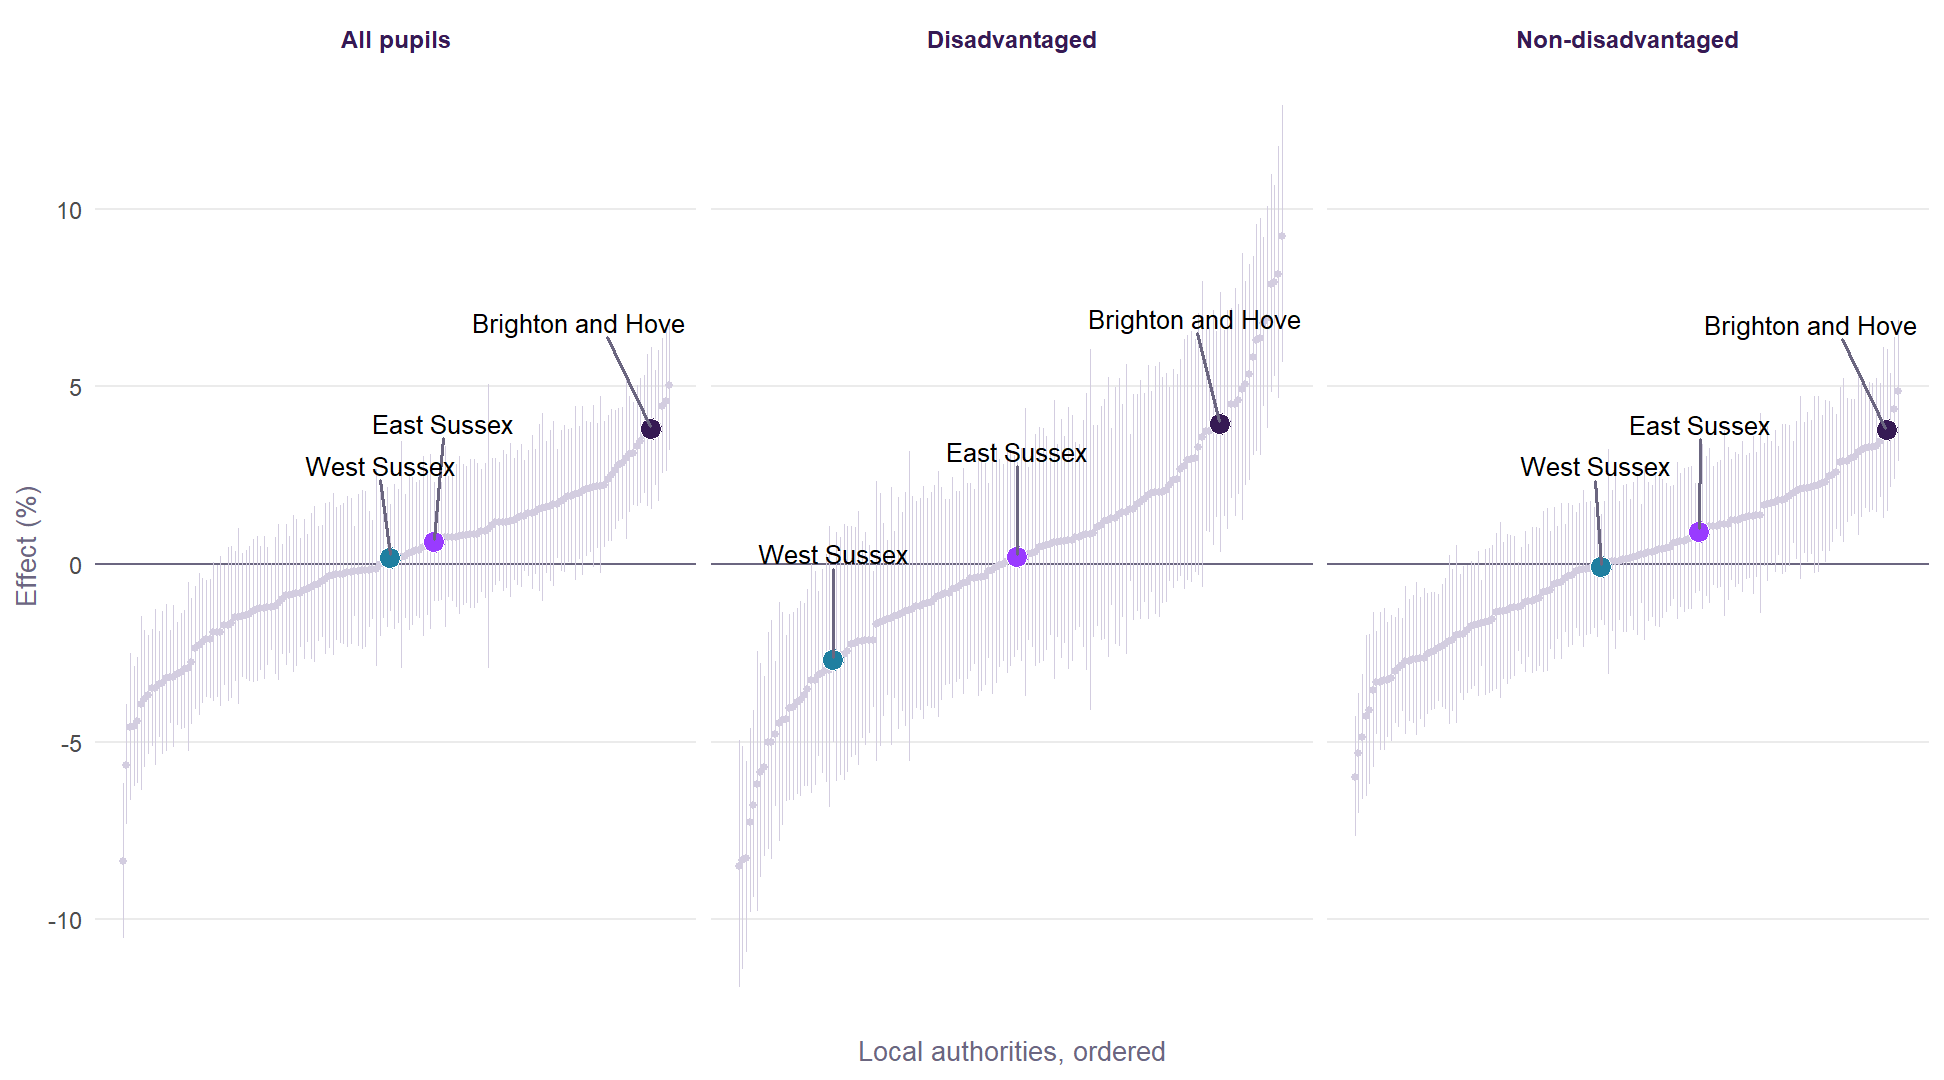 All pupils
Disadvantaged
Non-disadvantaged
Effect (%)
10
5
0
-5
-10
Brighton and Hove
East Sussex
West Sussex
Brighton and Hove
East Sussex
West Sussex
Brighton and Hove
East Sussex
West Sussex
Local authorities, ordered